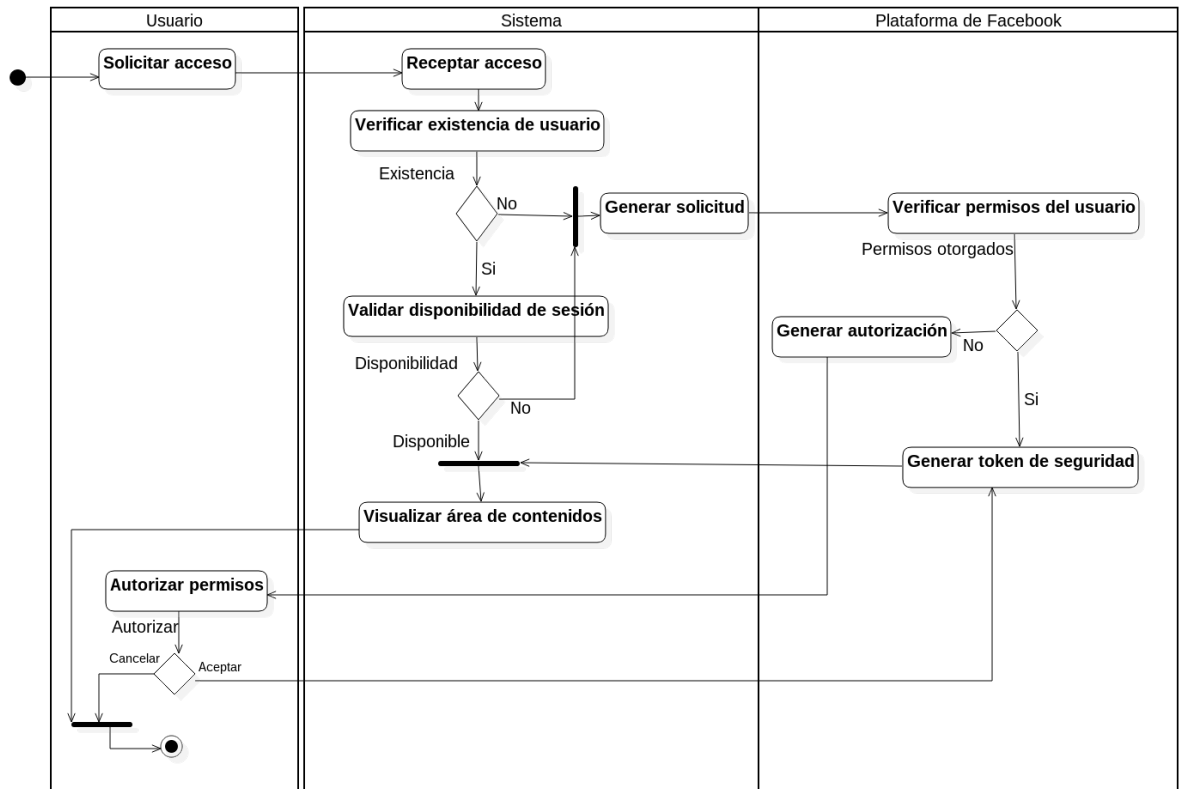 Usuario
Sistema
Plataforma de Facebook
Solicitar acceso
Receptar acceso
Verificar existencia de usuario
Existencia
No
Generar solicitud
Verificar permisos del usuario
Permisos otorgados
Si
Validar disponibilidad de sesión
Generar autorización
No
Disponibilidad
No
Si
Disponible
Generar token de seguridad
Visualizar área de contenidos
Autorizar permisos
Autorizar
Cancelar
Aceptar